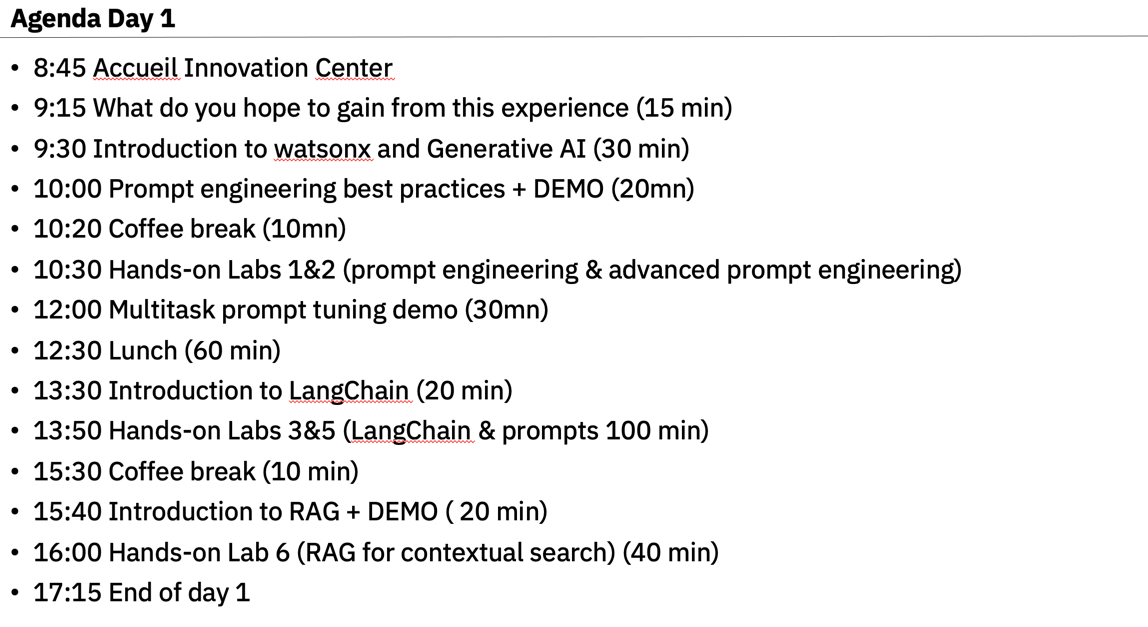 Agenda Day 1
• 8:45 Accueil Innovation Center
• 9:15 What do you hope to gain from this experience (15 min)
• 9:30 Introduction to watsonx and Generative AI (30 min)
• 10:00 Prompt engineering best practices + DEMO (20mn)
• 10:20 Coffee break (10mn)
• 10:30 Hands-on Labs 1&2 (prompt engineering & advanced prompt engineering)
• 12:00 Multitask prompt tuning demo (30mn)
• 12:30 Lunch (60 min)
• 13:30 Introduction to LangChain (20 min)
• 13:50 Hands-on Labs 3&5 (LangChain & prompts 100 min)
• 15:30 Coffee break (10 min)
• 15:40 Introduction to RAG + DEMO ( 20 min)
• 16:00 Hands-on Lab 6 (RAG for contextual search) (40 min)
• 17:15 End of day 1